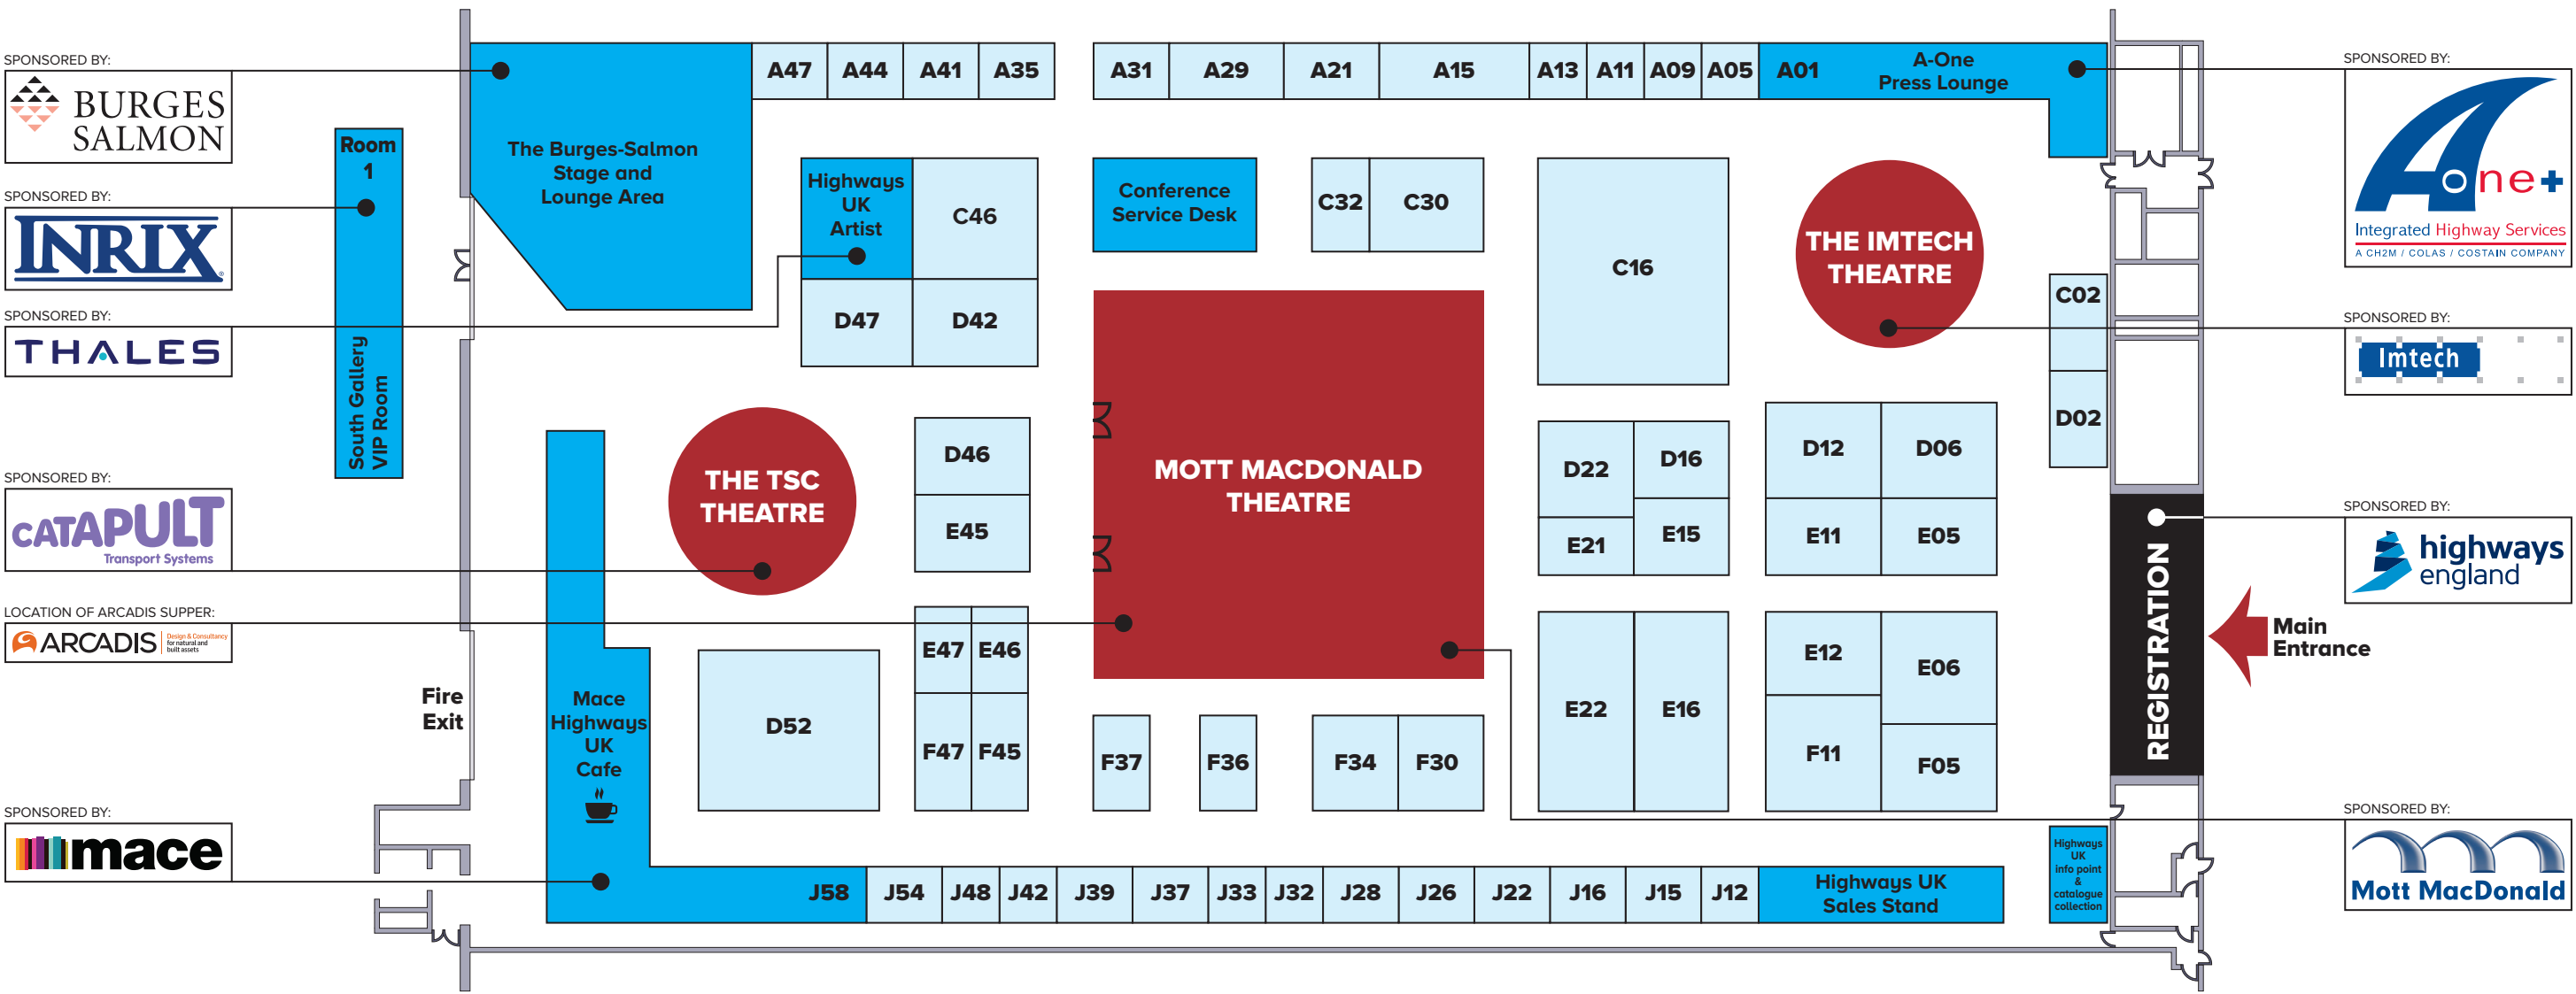 SPONSORED BY:
BURGES
SALMON
SPONSORED BY:
INRIX
SPONSORED BY:
THALES
SPONSORED BY:
CATAPULT
Transport Systems
LOCATION OF ARCADIS SUPPER:
ARCADIS
Design & Consultancy
for natural and
built assets
SPONSORED BY:
mace
Room
1
South Gallery
VIP Room
Fire
Exit
The Burges-Salmon
Stage and
Lounge Area
A47 A44 A41 A35 A31 A29 A21 A15 A13 A11 A09 A05 A01
A-One
Press Lounge
Highways
UK
Artist
C46
D47 D42
Conference
Service Desk
C32 C30
C16
THE IMTECH
THEATRE
C02
D02
THE TSC
THEATRE
D46
E45
MOTT MACDONALD
THEATRE
D22 D16
E21 E15
D12 D06
E11 E05
Mace
Highways
UK
Cafe
D52
E47 E46
F47 F45
F37 F36 F34 F30
E22 E16
E12 E06
F11 F05
J58 J54 J48 J42 J39 J37 J33 J32 J28 J26 J22 J16 J15 J12
Highways UK
Sales Stand
Highways
UK
info point
&
catalogue
collection
REGISTRATION
Main
Entrance
SPONSORED BY:
Aone+
Integrated Highway Services
A CH2M / COLAS / COSTAIN COMPANY
SPONSORED BY:
Imtech
SPONSORED BY:
highways
england
SPONSORED BY:
Mott MacDonald